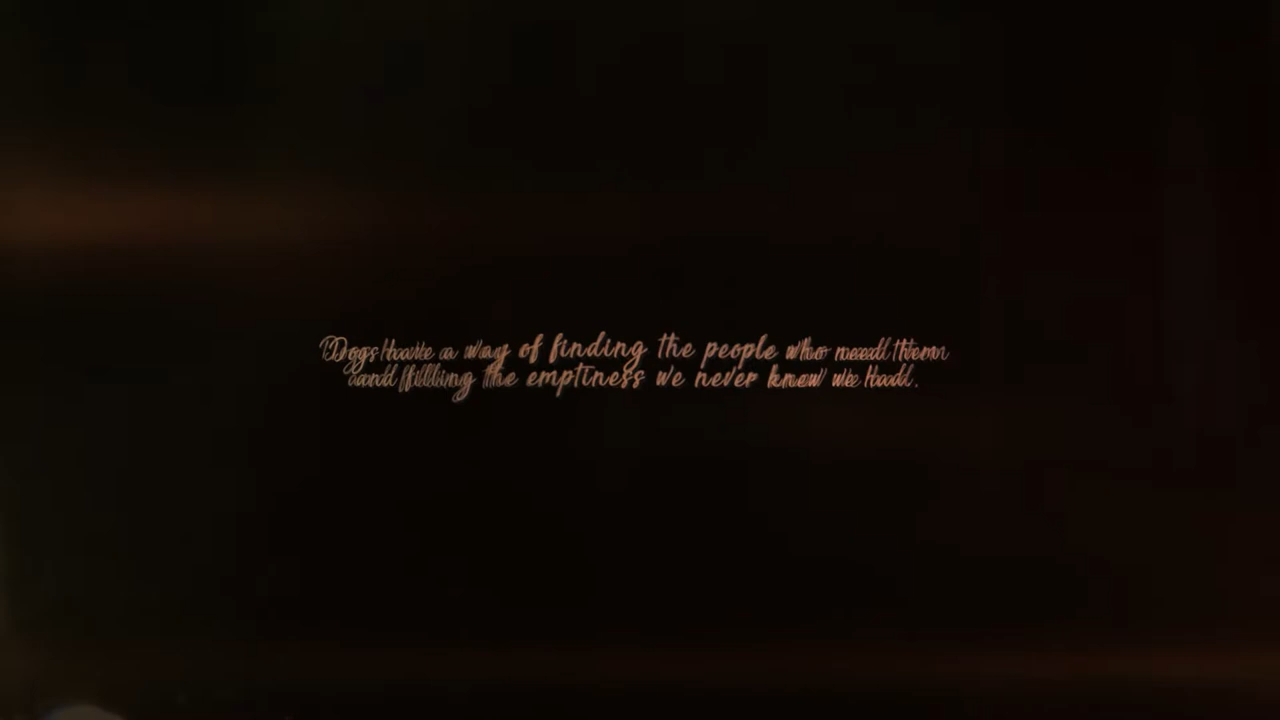 Dogs have a way of finding the people who need them
and filling the emptiness we never knew we had.